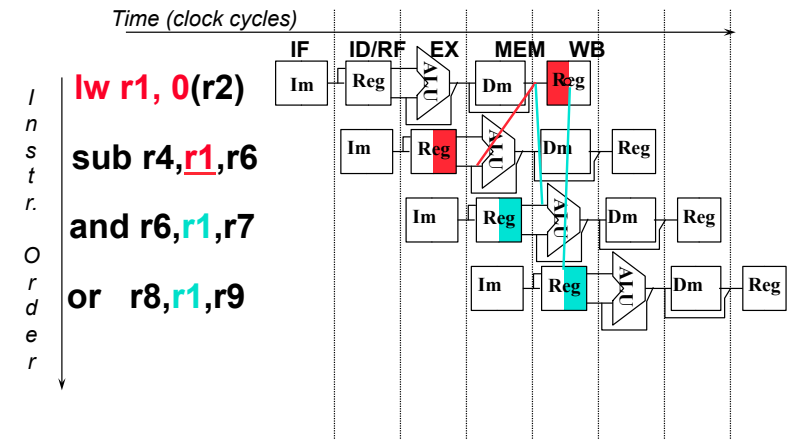 Time (clock cycles)
IF ID/RF EX MEM WB
Instr. Order
lw r1, 0(r2)
Im Reg ALU Dm Reg
sub r4,r1,r6
Im Reg ALU Dm Reg
and r6,r1,r7
Im Reg ALU Dm Reg
or r8,r1,r9
Im Reg ALU Dm Reg